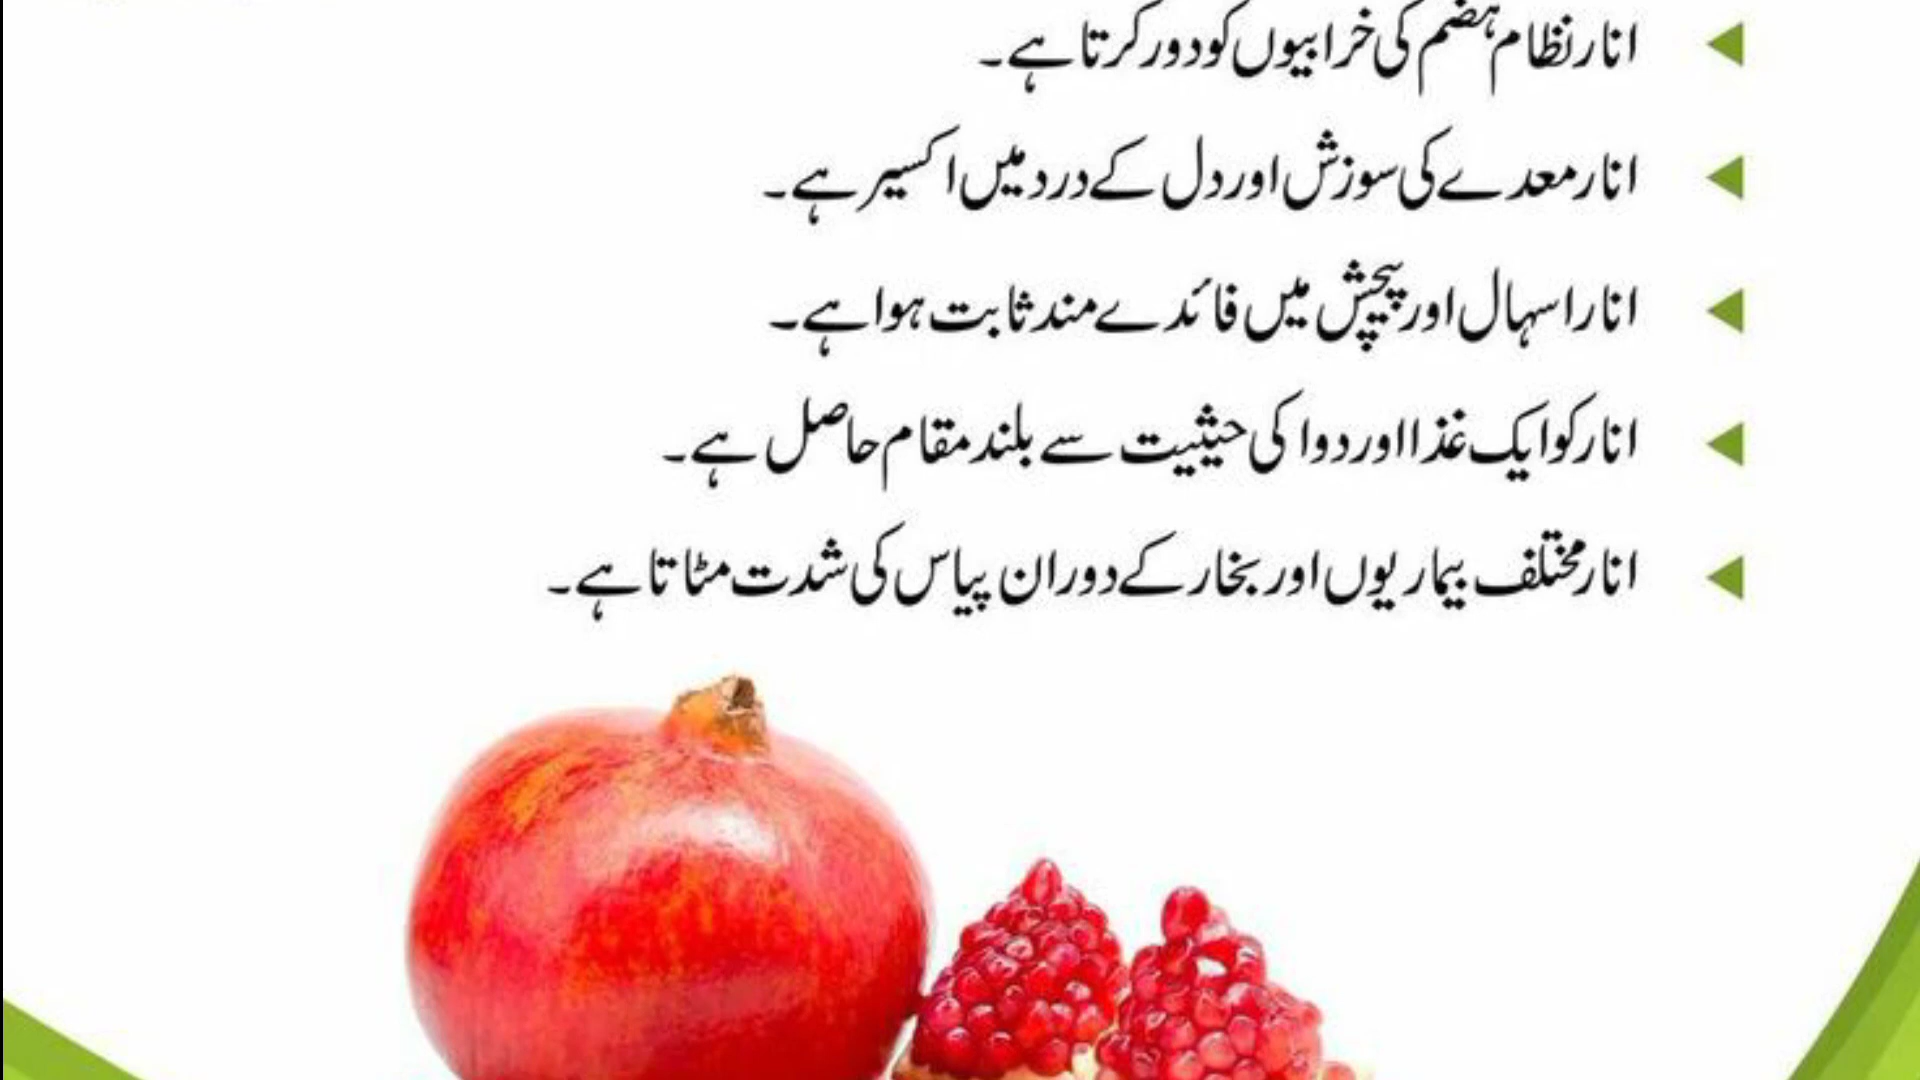 انار نظام ہضم کی خرابیوں کو دور کرتا ہے۔
انار معدے کی سوزش اور دل کے درد میں اکسیر ہے۔
انار اسہال اور پیچش میں فائدے مند ثابت ہوا ہے۔
انار کو ایک غذا اور دوا کی حیثیت سے بلند مقام حاصل ہے۔
انار مختلف بیماریوں اور بخار کے دوران پیاس کی شدت مٹاتا ہے۔